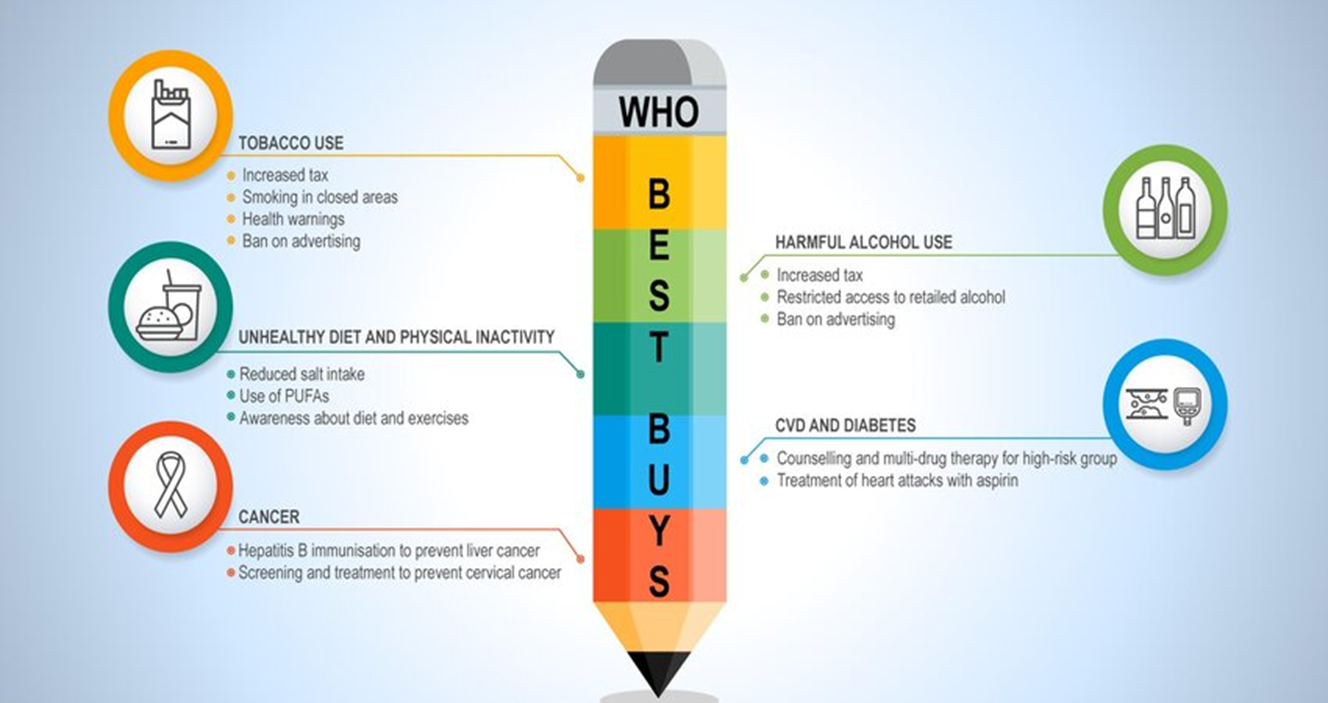 WHO
BEST BUYS
TOBACCO USE
Increased tax
Smoking in closed areas
Health warnings
Ban on advertising
UNHEALTHY DIET AND PHYSICAL INACTIVITY
Reduced salt intake
Use of PUFAs
Awareness about diet and exercises
CANCER
Hepatitis B immunisation to prevent liver cancer
Screening and treatment to prevent cervical cancer
HARMFUL ALCOHOL USE
Increased tax
Restricted access to retailed alcohol
Ban on advertising
CVD AND DIABETES
Counselling and multi-drug therapy for high-risk group
Treatment of heart attacks with aspirin